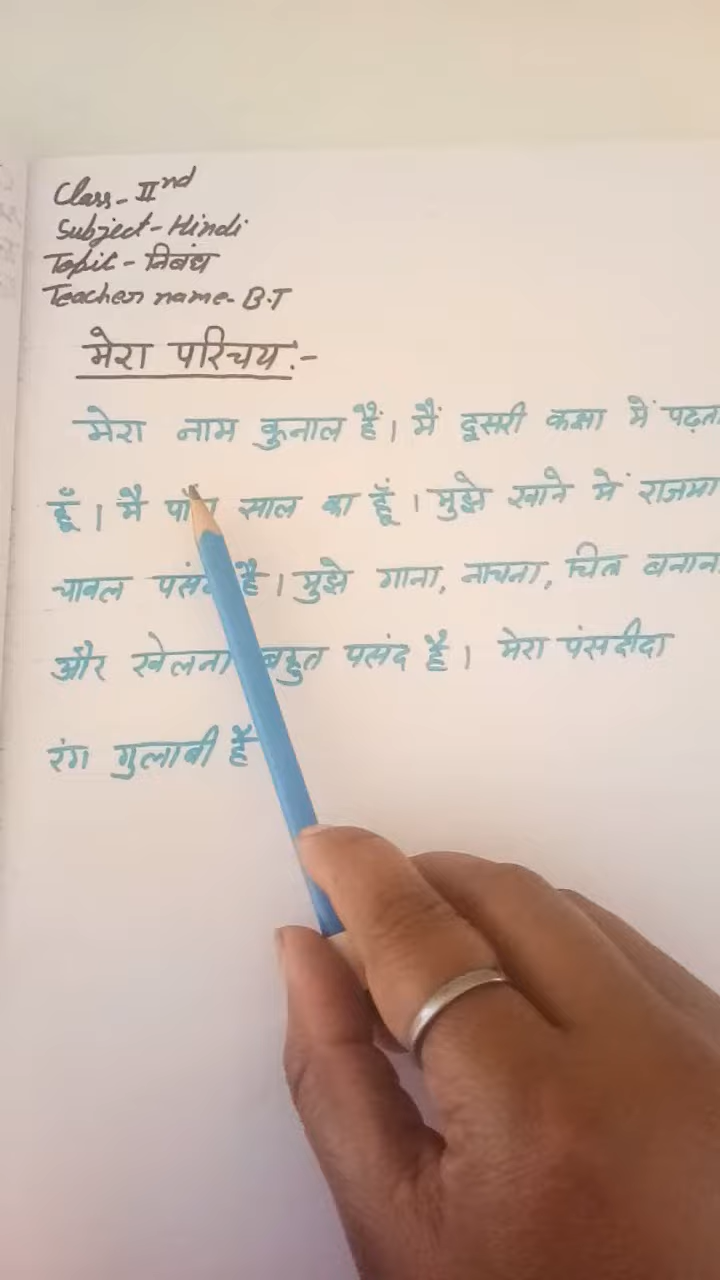 Class- IInd
Subject- Hindi
Topic- निबंध
Teacher name- B.T
मेरा परिचय:-
मेरा नाम कुनाल हैं। मैं दूसरी कक्षा में पढ़ता
हूँ। मै साल का हूँ। मुझे खाने में राजमा
चावल है। मुझे गाना, नाचना, चित्र बनाना
और खेलना बहुत पसंद है। मेरा पंसदीदा
रंग गुलाबी है